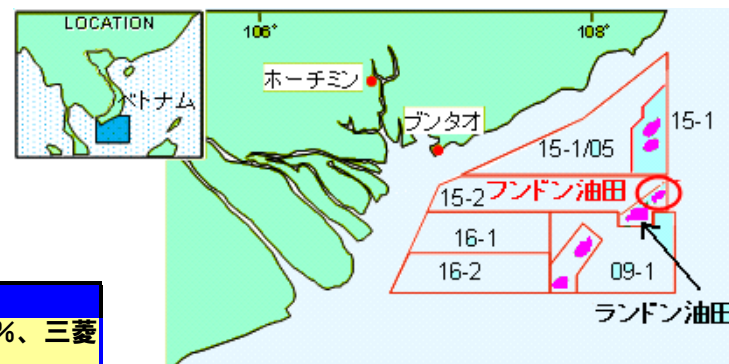 LOCATION
ベトナム
106°
108°
ホーチミン
ブンタオ
15-1
15-1/05
15-2
フンドン油田
16-1
16-2
09-1
ランドン油田
%、三菱